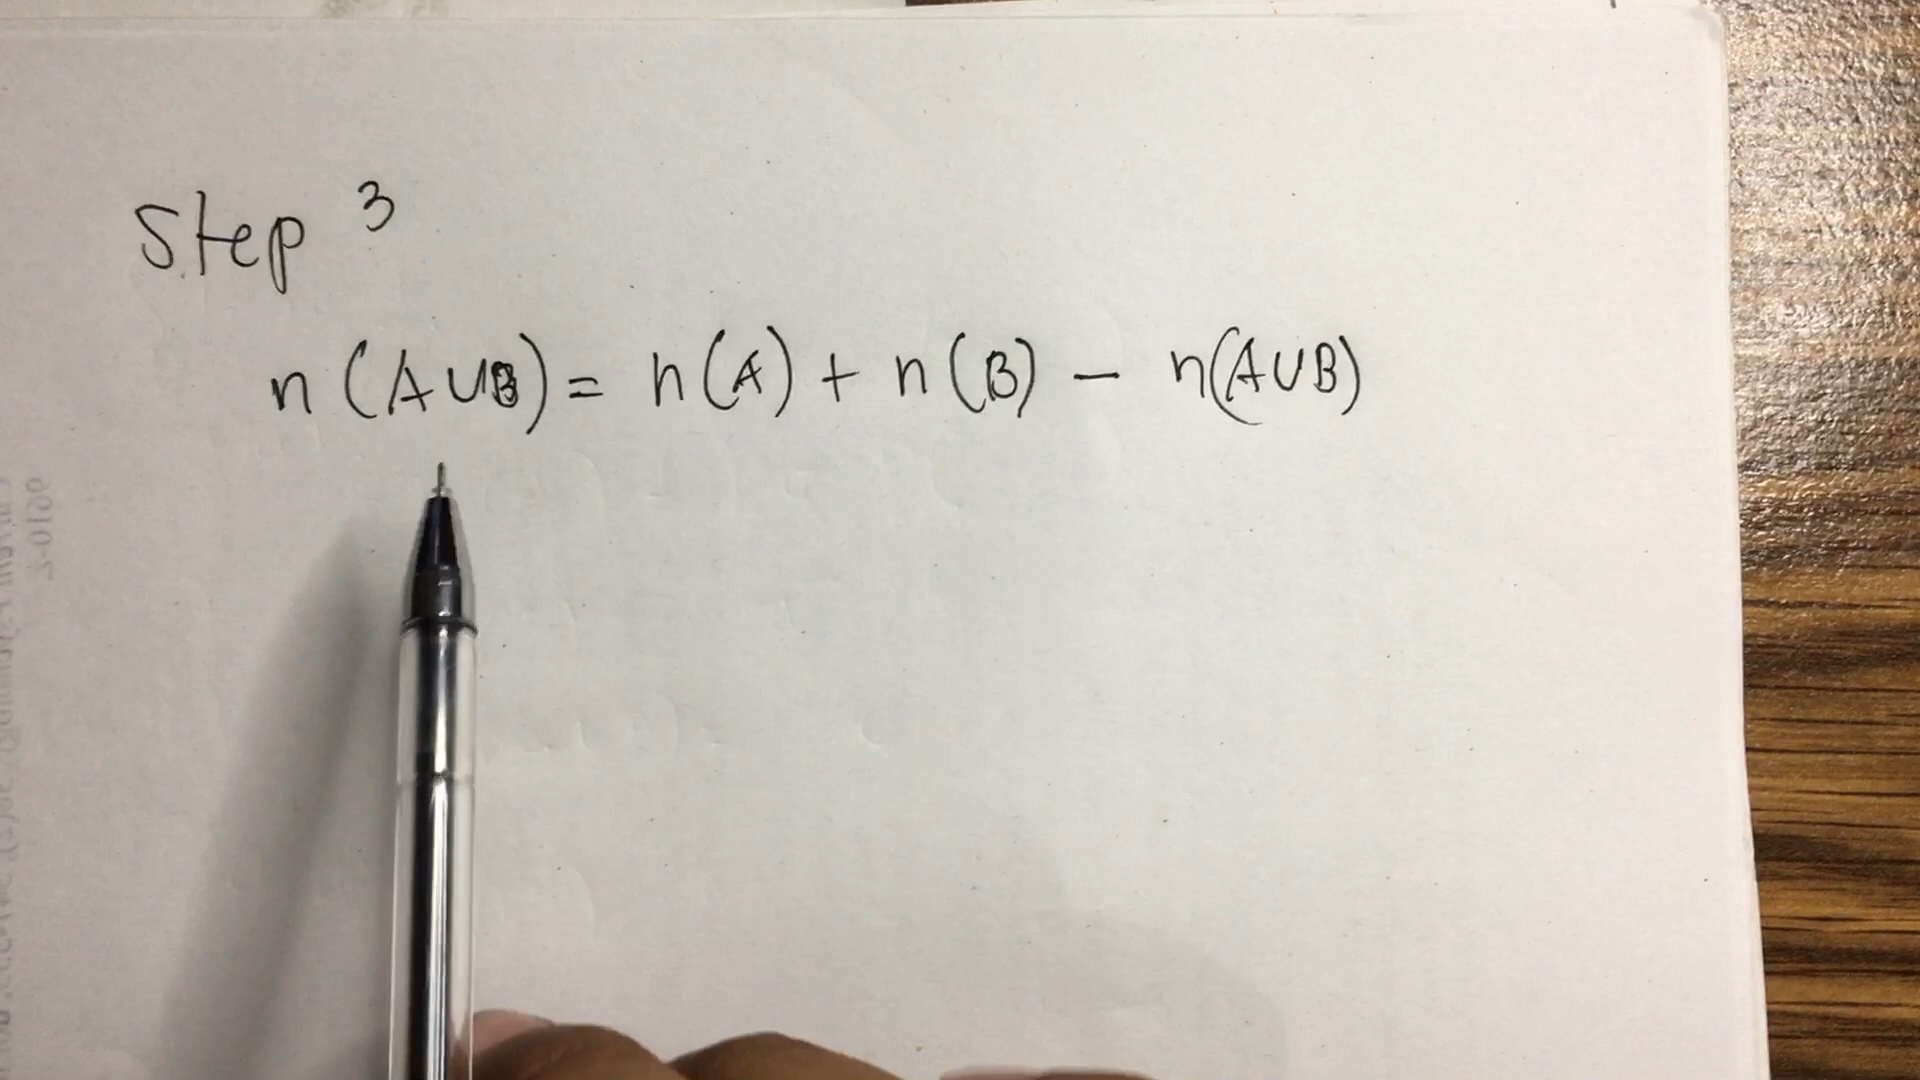 Step 3
n (A∪B) = n (A) + n (B) - n(A∪B)